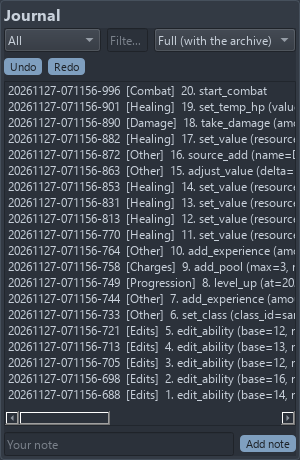 Journal
All Filte... Full (with the archive)
Undo Redo
20261127-071156-996 [Combat] 20. start_combat
20261127-071156-901 [Healing] 19. set_temp_hp (valu
20261127-071156-890 [Damage] 18. take_damage (amo
20261127-071156-882 [Healing] 17. set_value (resourc
20261127-071156-872 [Other] 16. source_add (name=D
20261127-071156-863 [Other] 15. adjust_value (delta=
20261127-071156-853 [Healing] 14. set_value (resourc
20261127-071156-831 [Healing] 13. set_value (resourc
20261127-071156-813 [Healing] 12. set_value (resourc
20261127-071156-770 [Healing] 11. set_value (resourc
20261127-071156-764 [Other] 10. add_experience (amo
20261127-071156-758 [Charges] 9. add_pool (max=3, r
20261127-071156-749 [Progression] 8. level_up (at=20
20261127-071156-744 [Other] 7. add_experience (amou
20261127-071156-733 [Other] 6. set_class (class_id=sar
20261127-071156-721 [Edits] 5. edit_ability (base=12, r
20261127-071156-713 [Edits] 4. edit_ability (base=13, r
20261127-071156-705 [Edits] 3. edit_ability (base=12, r
20261127-071156-698 [Edits] 2. edit_ability (base=16, r
20261127-071156-688 [Edits] 1. edit_ability (base=14, r
Your note Add note